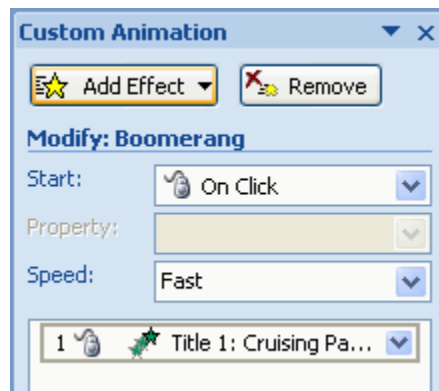 Custom Animation
Add Effect Remove
Modify: Boomerang
Start: On Click
Property:
Speed: Fast
1 Title 1: Cruising Pa...